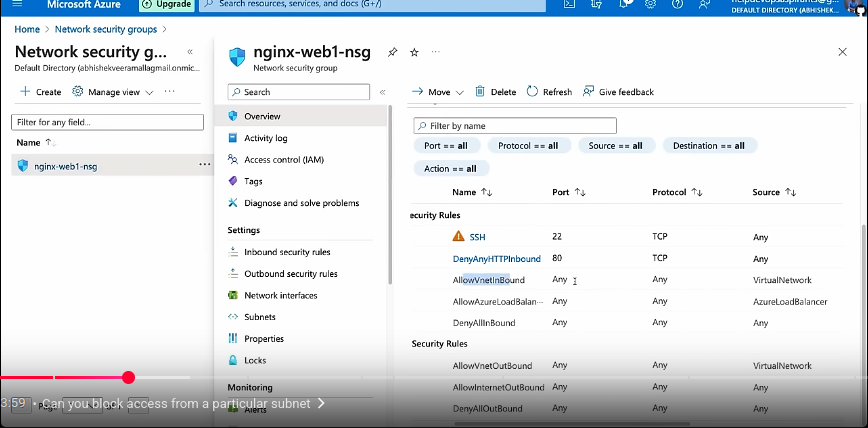 Microsoft Azure
Upgrade
Search resources, services, and docs (G+/)
DEFAULT DIRECTORY (ABHISHEK...
Home > Network security groups >
Network security g...
Default Directory (abhishekveeramallagmail.onmic...
Create
Manage view
...
Filter for any field...
Name
nginx-web1-nsg
...
nginx-web1-nsg
Network security group
...
Search
Overview
Activity log
Access control (IAM)
Tags
Diagnose and solve problems
Settings
Inbound security rules
Outbound security rules
Network interfaces
Subnets
Properties
Locks
Monitoring
Alerts
Move
Delete
Refresh
Give feedback
Filter by name
Port == all
Protocol == all
Source == all
Destination == all
Action == all
Name Port Protocol Source
ecurity Rules
SSH 22 TCP Any
DenyAnyHTTPInbound 80 TCP Any
AllowVnetInBound Any Any VirtualNetwork
AllowAzureLoadBalan... Any Any AzureLoadBalancer
DenyAllInBound Any Any Any
Security Rules
AllowVnetOutBound Any Any VirtualNetwork
AllowInternetOutBound Any Any Any
DenyAllOutBound Any Any Any
3:59 • Can you block access from a particular subnet >